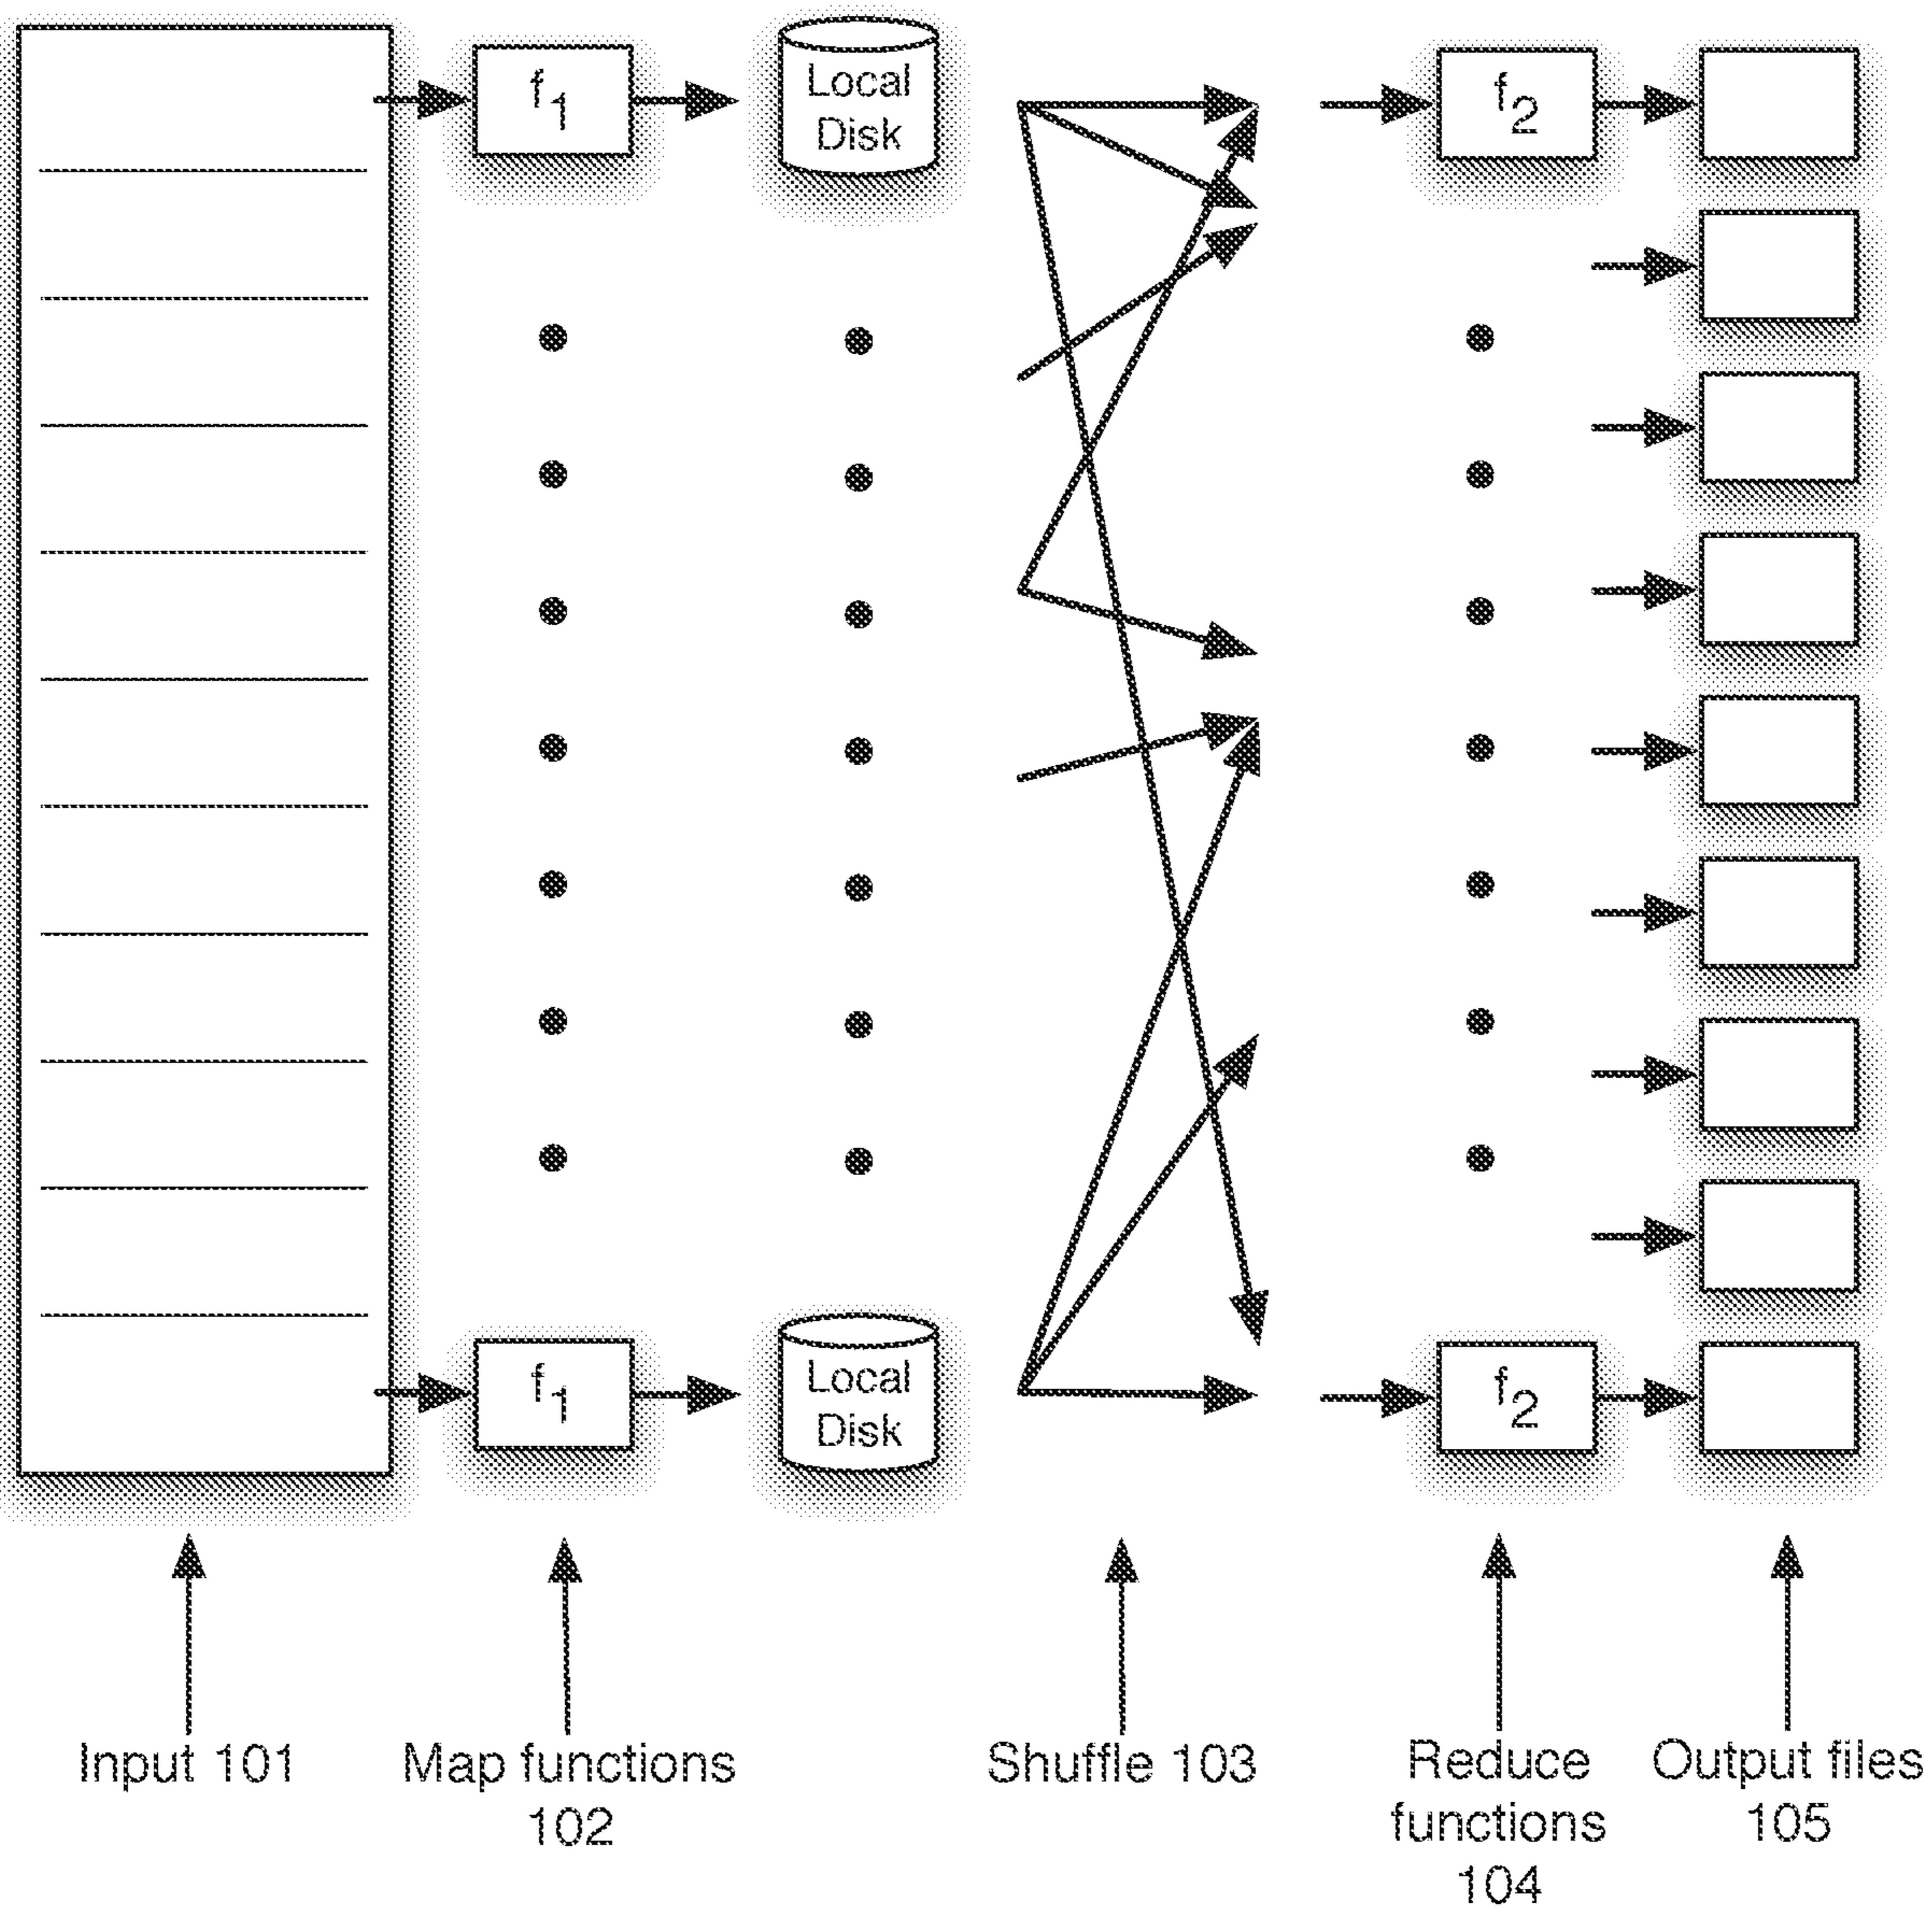 f1
Local
Disk
f2
f1
Local
Disk
f2
Input 101
Map functions
102
Shuffle 103
Reduce
functions
104
Output files
105